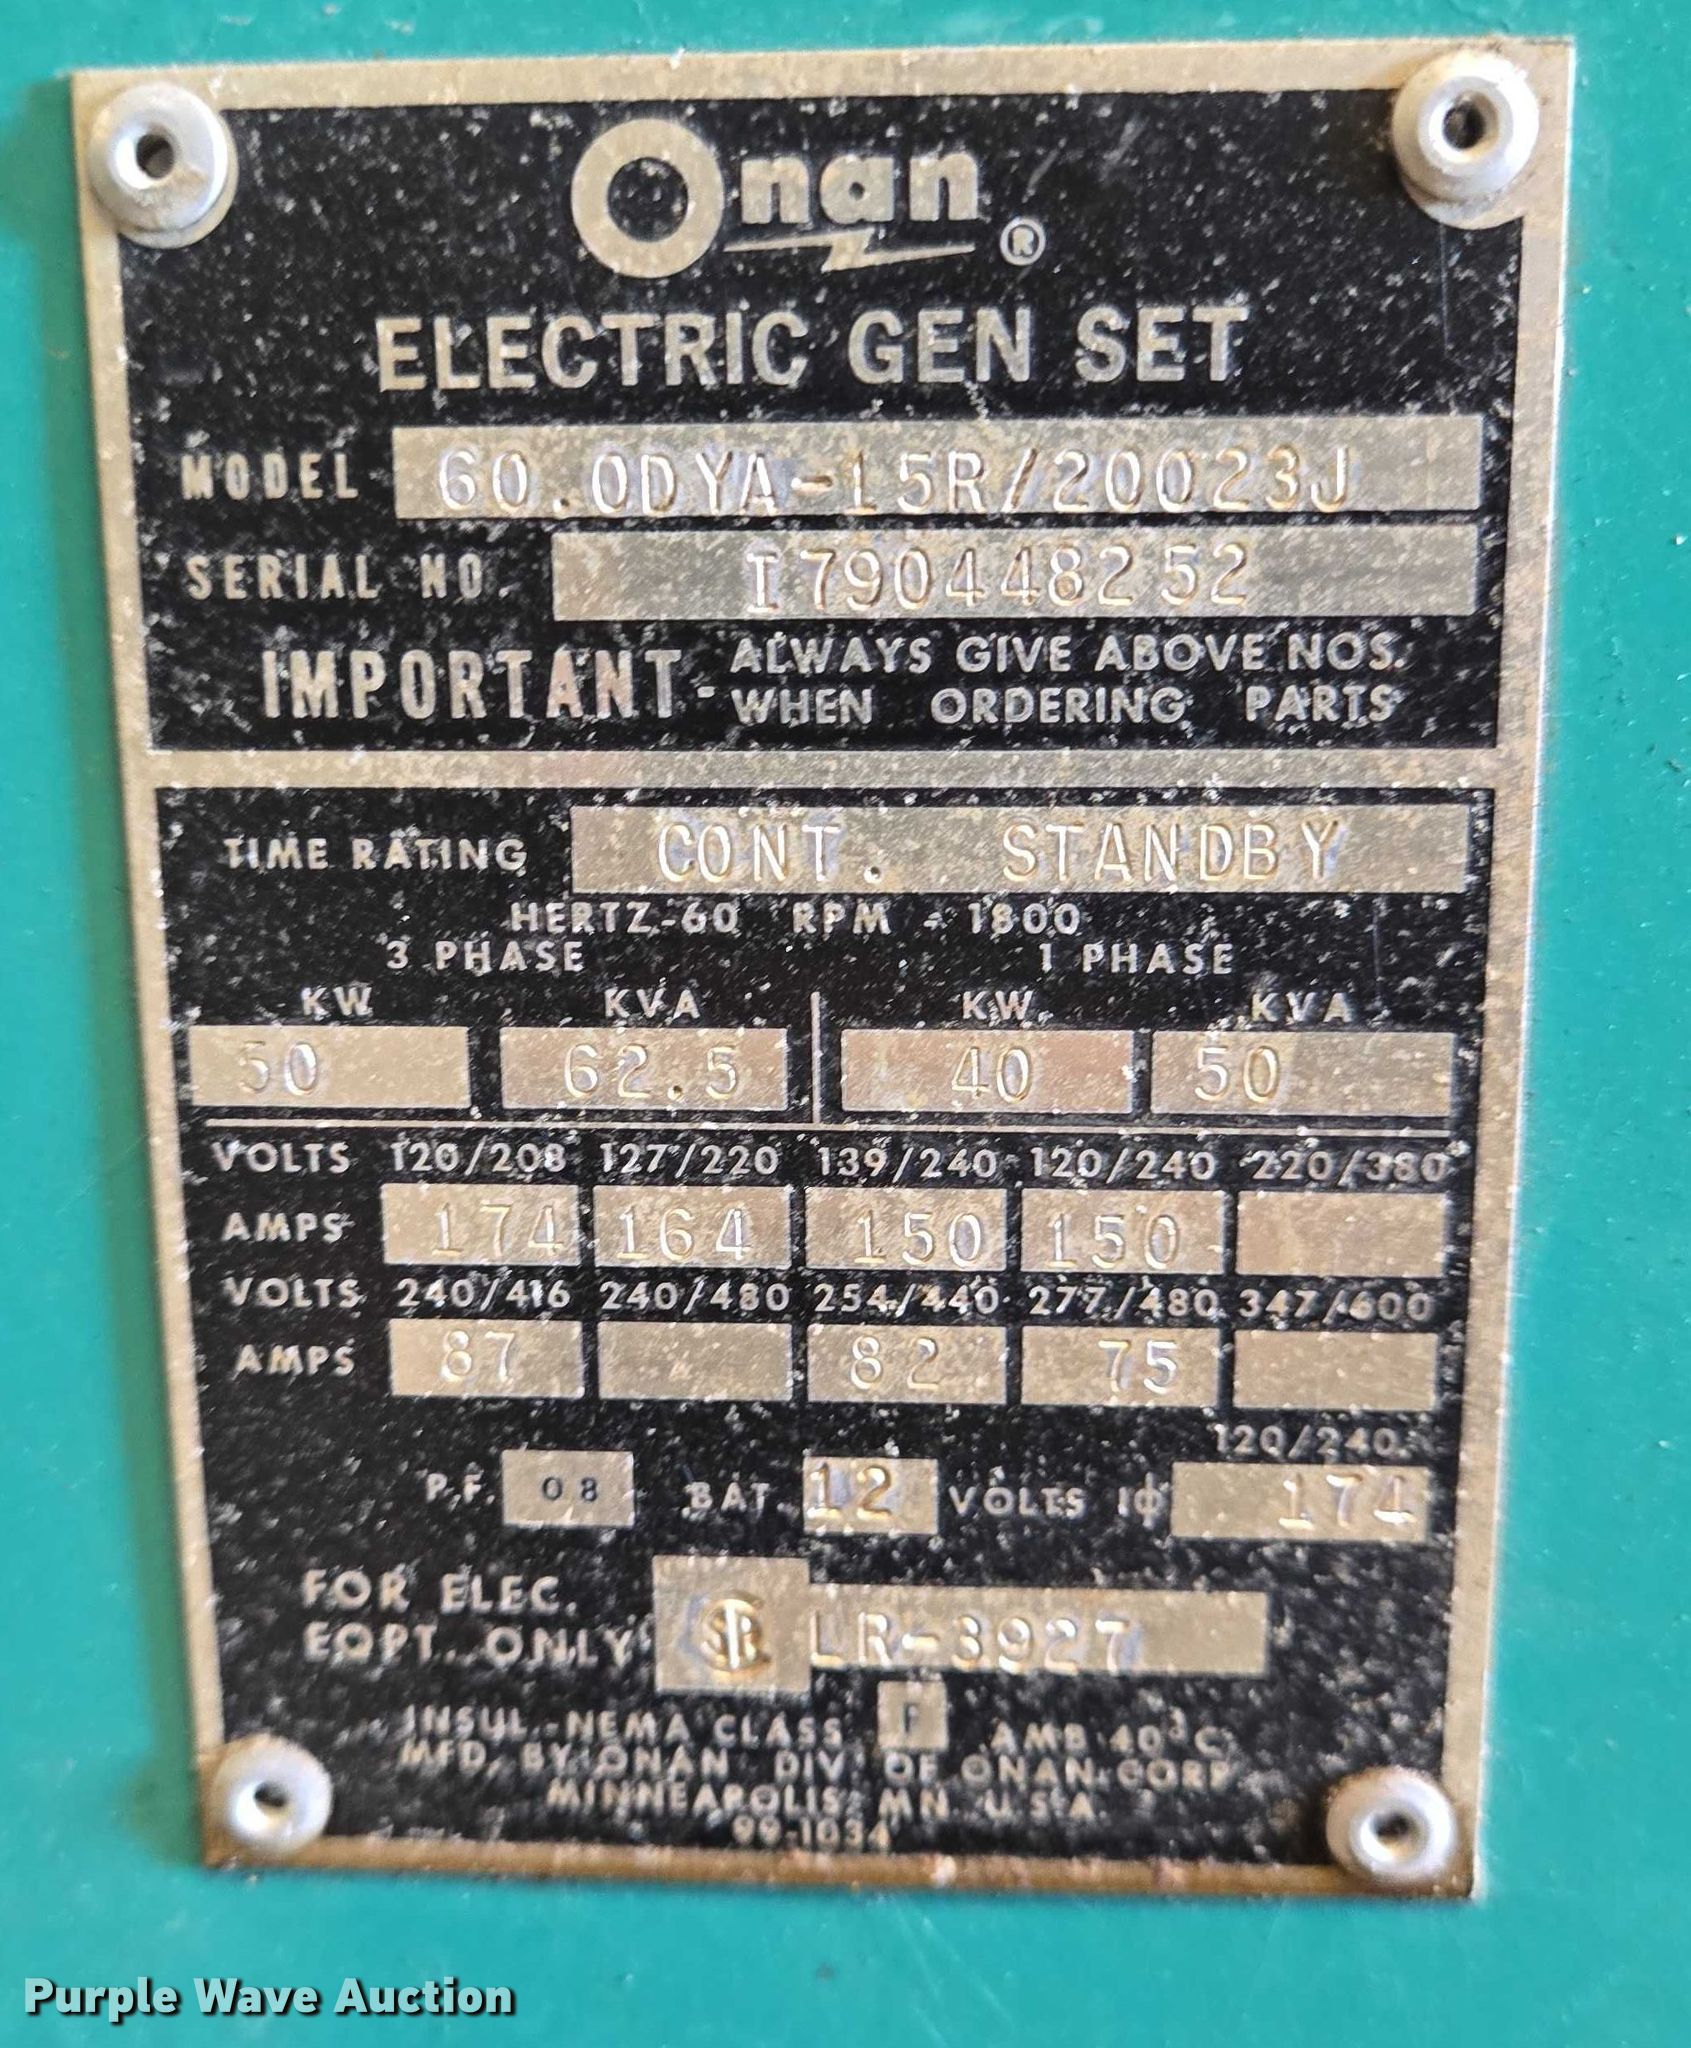 Onan ®
ELECTRIC GEN SET
MODEL 60.0DYA-15R/20023J
SERIAL NO. I790448252
IMPORTANT - ALWAYS GIVE ABOVE NOS.
WHEN ORDERING PARTS
TIME RATING CONT. STANDBY
HERTZ-60 RPM - 1800
3 PHASE 1 PHASE
KW KVA KW KVA
50 62.5 40 50
VOLTS 120/208 127/220 139/240 120/240 220/380
AMPS 174 164 150 150
VOLTS 240/416 240/480 254/440 277/480 347/600
AMPS 87 82 75
120/240
P.F. 08 BAT. 12 VOLTS 1Φ 174
FOR ELEC.
EQPT. ONLY LR-3927
INSUL.-NEMA CLASS F AMB 40°C
MFD. BY ONAN DIV OF ONAN CORP
MINNEAPOLIS, MN. U.S.A.
99-1034
Purple Wave Auction